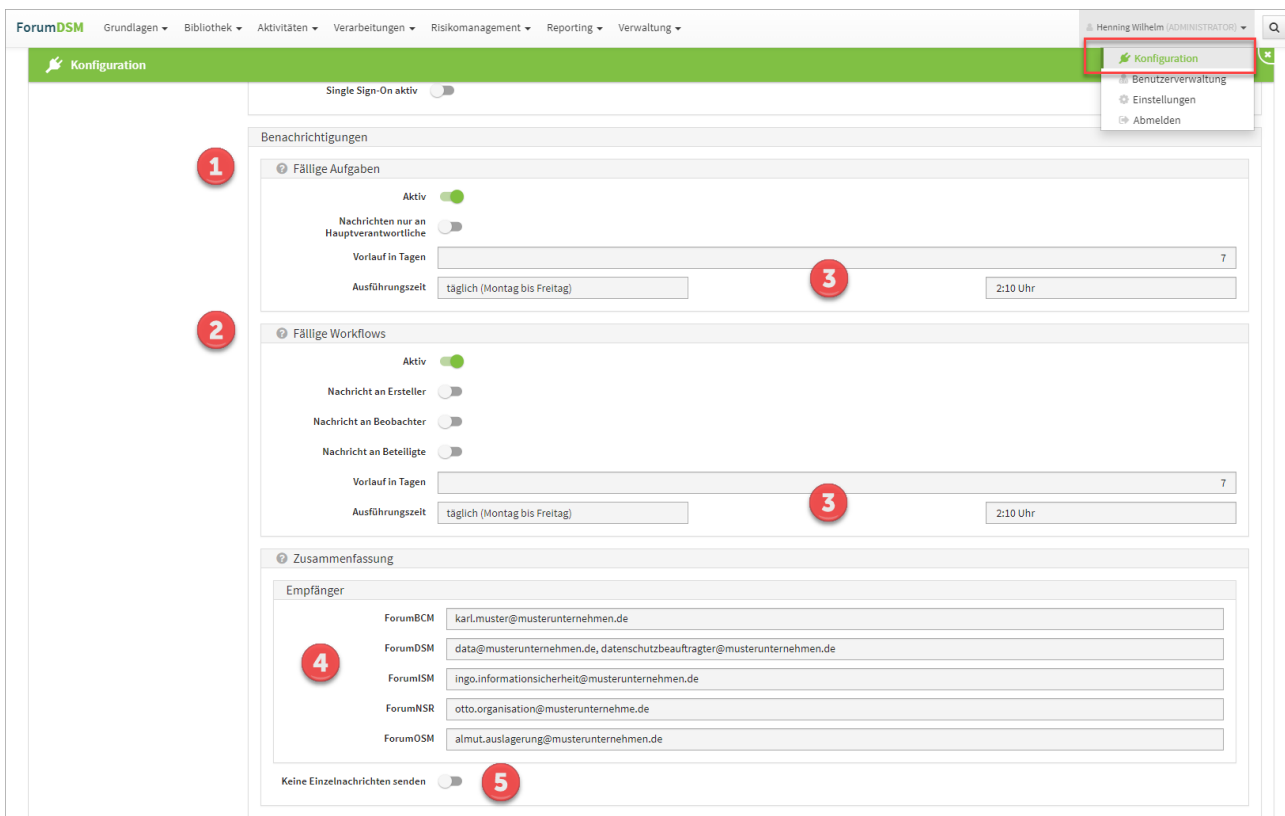 ForumDSM Grundlagen Bibliothek Aktivitäten Verarbeitungen Risikomanagement Reporting Verwaltung Henning Wilhelm (ADMINISTRATOR)
Konfiguration
Konfiguration
Benutzerverwaltung
Einstellungen
Abmelden
Single Sign-On aktiv
Benachrichtigungen
1
Fällige Aufgaben
Aktiv
Nachrichten nur an
Hauptverantwortliche
Vorlauf in Tagen 7
3
Ausführungszeit täglich (Montag bis Freitag) 2:10 Uhr
2
Fällige Workflows
Aktiv
Nachricht an Ersteller
Nachricht an Beobachter
Nachricht an Beteiligte
Vorlauf in Tagen 7
3
Ausführungszeit täglich (Montag bis Freitag) 2:10 Uhr
Zusammenfassung
Empfänger
ForumBCM karl.muster@musterunternehmen.de
ForumDSM data@musterunternehmen.de, datenschutzbeauftragter@musterunternehmen.de
4
ForumISM ingo.informationsicherheit@musterunternehmen.de
ForumNSR otto.organisation@musterunternehme.de
ForumOSM almut.auslagerung@musterunternehmen.de
Keine Einzelnachrichten senden 5